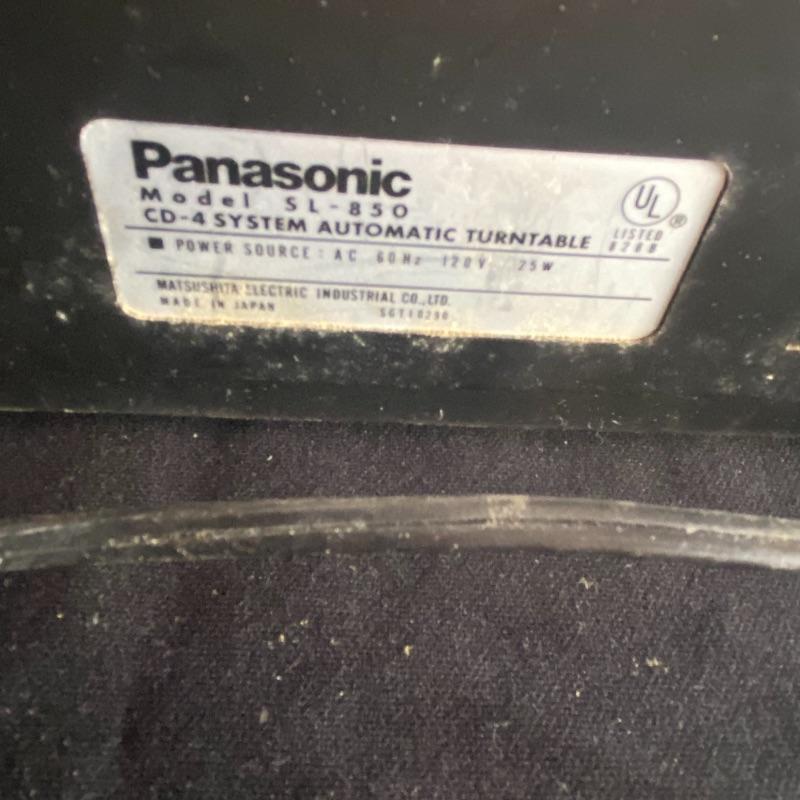 Panasonic
Model SL-850
CD-4 SYSTEM AUTOMATIC TURNTABLE
UL ®
LISTED
828B
■ POWER SOURCE : AC 60Hz 120V 25W
MATSUSHITA ELECTRIC INDUSTRIAL CO.,LTD.
MADE IN JAPAN